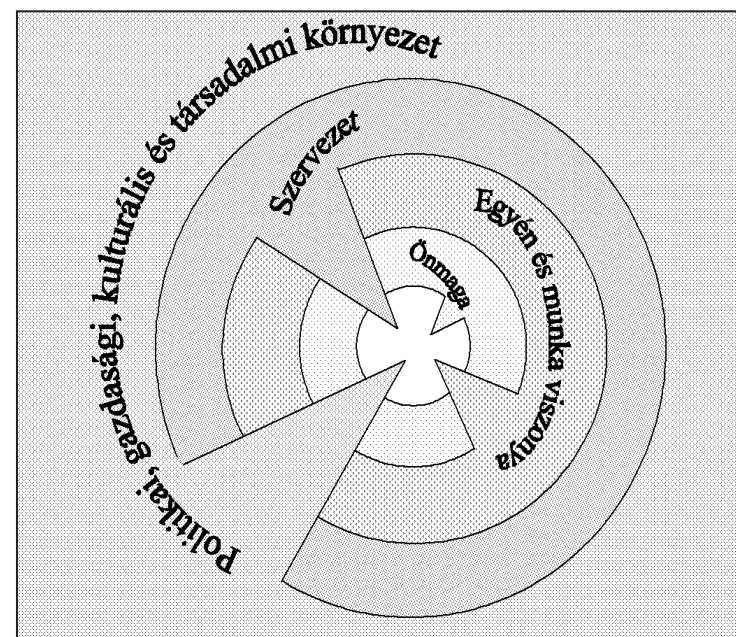 Politikai, gazdasági, kulturális és társadalmi környezet
Szervezet
Egyén és munka viszonya
Önmaga